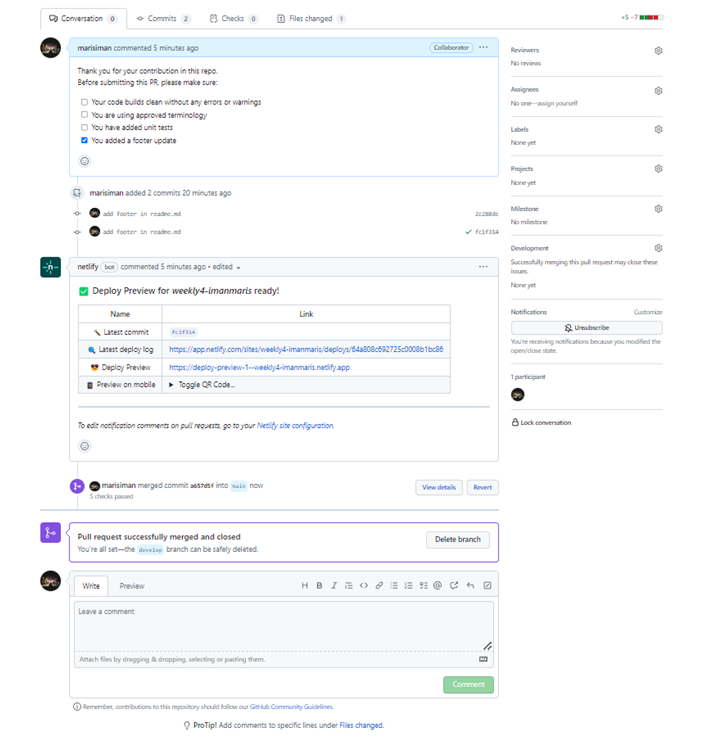 Conversation 0
Commits 2
Checks 0
Files changed 1
+5 −7
marisiman commented 5 minutes ago
Collaborator
Thank you for your contribution in this repo.
Before submitting this PR, please make sure:
Your code builds clean without any errors or warnings
You are using approved terminology
You have added unit tests
You added a footer update
marisiman added 2 commits 20 minutes ago
add footer in readme.md
2c288dc
add footer in readme.md
fc1f314
netlify bot commented 5 minutes ago • edited
Deploy Preview for weekly4-imanmaris ready!
Name Link
Latest commit fc1f314
Latest deploy log https://app.netlify.com/sites/weekly4-imanmaris/deploys/64a808c692725c0008b1bc86
Deploy Preview https://deploy-preview-1--weekly4-imanmaris.netlify.app
Preview on mobile Toggle QR Code...
To edit notification comments on pull requests, go to your Netlify site configuration.
marisiman merged commit a657d5f into main now
5 checks passed
View details
Revert
Pull request successfully merged and closed
You're all set—the develop branch can be safely deleted.
Delete branch
Write
Preview
H B I
Leave a comment
Attach files by dragging & dropping, selecting or pasting them.
Comment
Remember, contributions to this repository should follow our GitHub Community Guidelines.
ProTip! Add comments to specific lines under Files changed.
Reviewers
No reviews
Assignees
No one—assign yourself
Labels
None yet
Projects
None yet
Milestone
No milestone
Development
Successfully merging this pull request may close these
issues.
None yet
Notifications
Customize
Unsubscribe
You're receiving notifications because you modified the
open/close state.
1 participant
Lock conversation